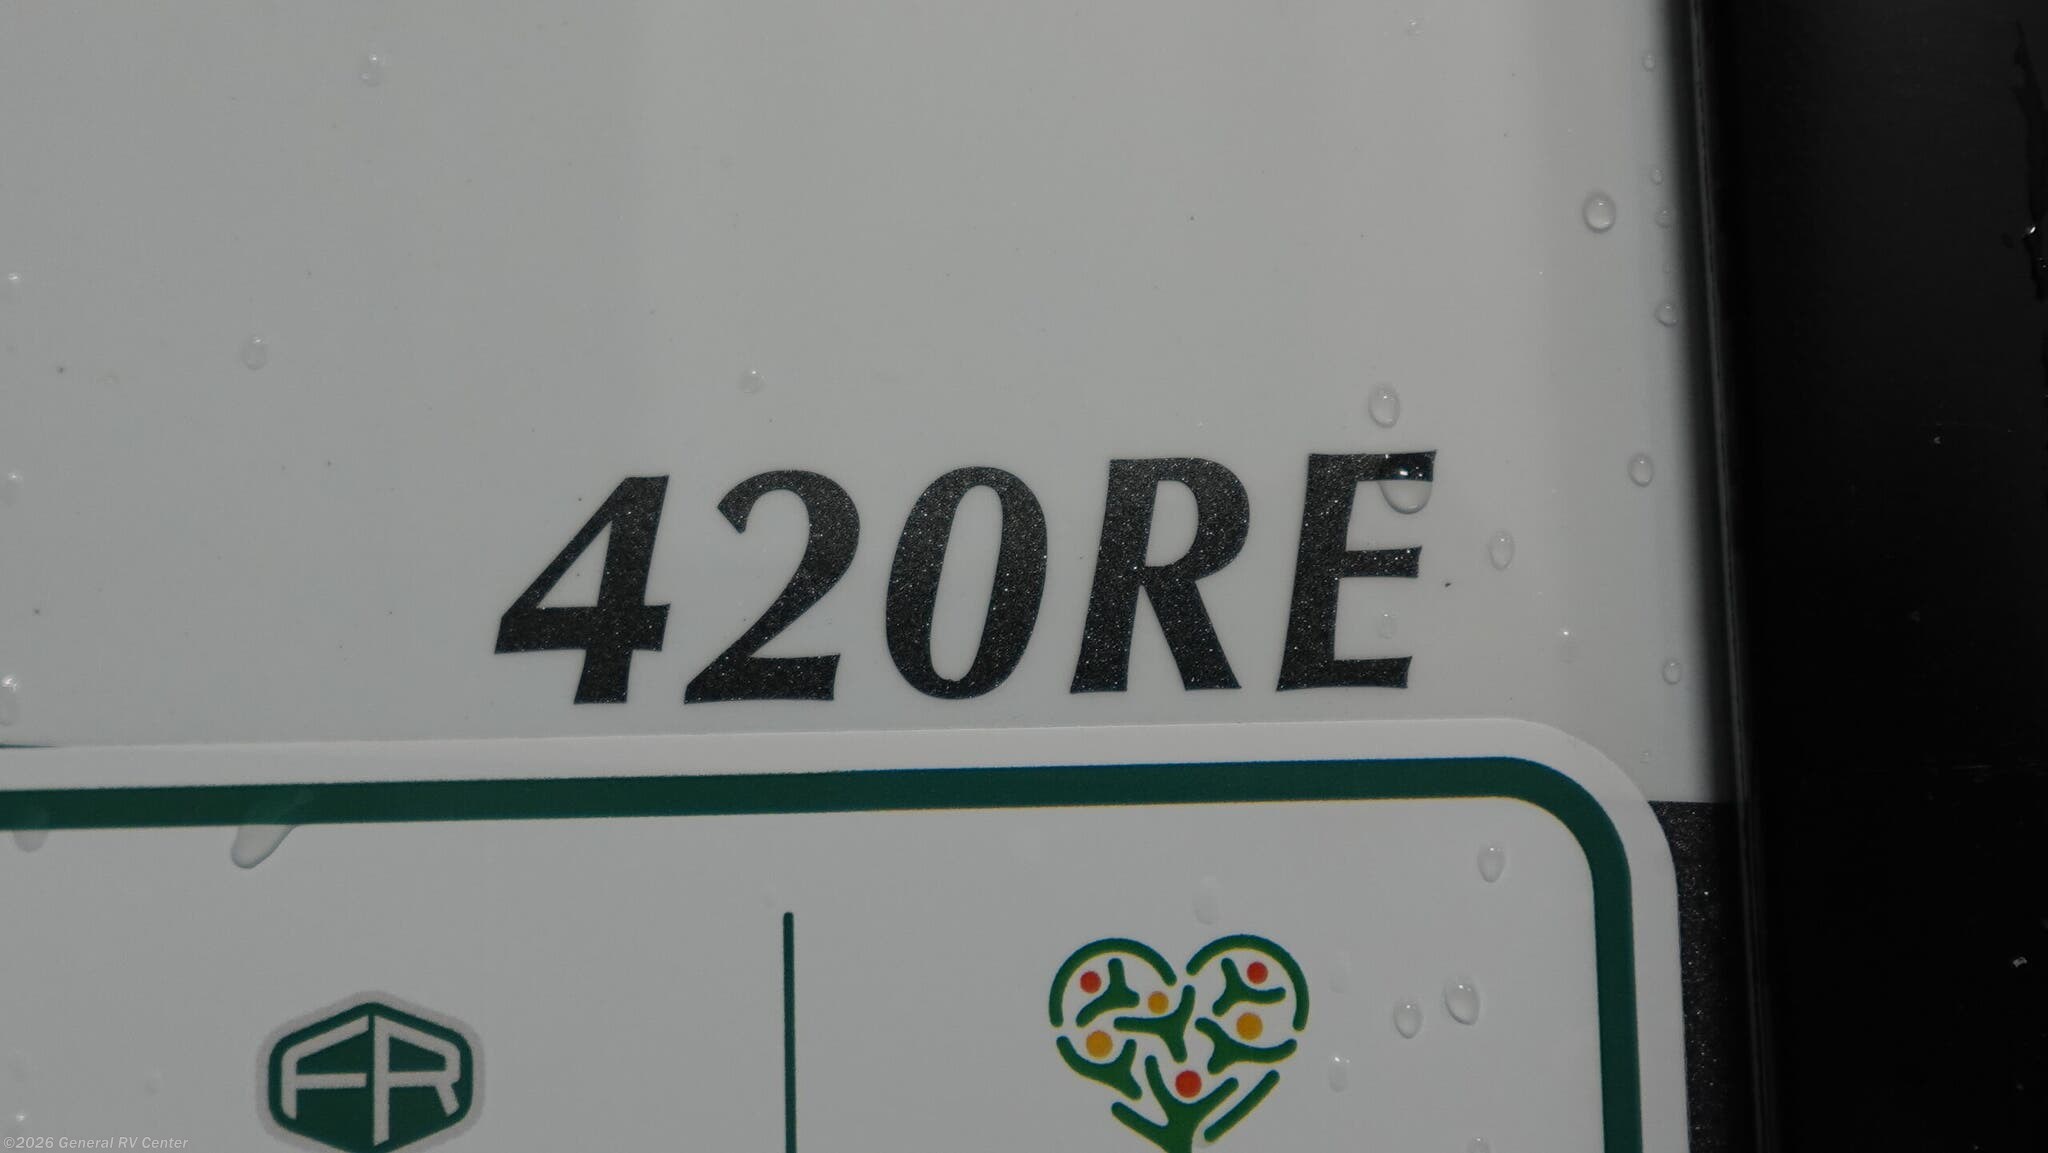 420RE
FR
©2026 General RV Center